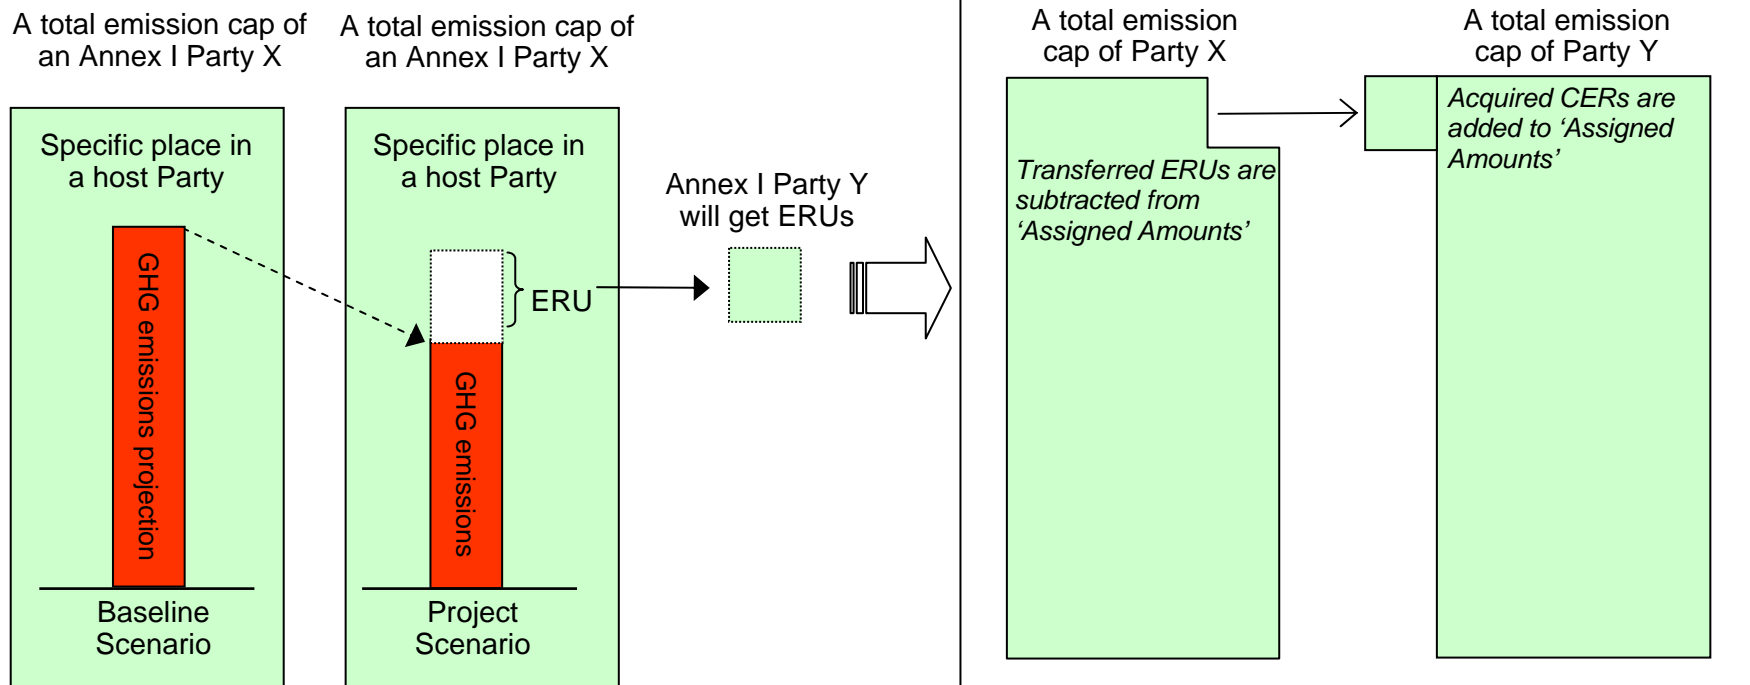 A total emission cap of
an Annex I Party X
Specific place in
a host Party
GHG emissions projection
Baseline
Scenario
A total emission cap of
an Annex I Party X
Specific place in
a host Party
ERU
GHG emissions
Project
Scenario
Annex I Party Y
will get ERUs
A total emission
cap of Party X
Transferred ERUs are
subtracted from
‘Assigned Amounts’
A total emission
cap of Party Y
Acquired CERs are
added to ‘Assigned
Amounts’